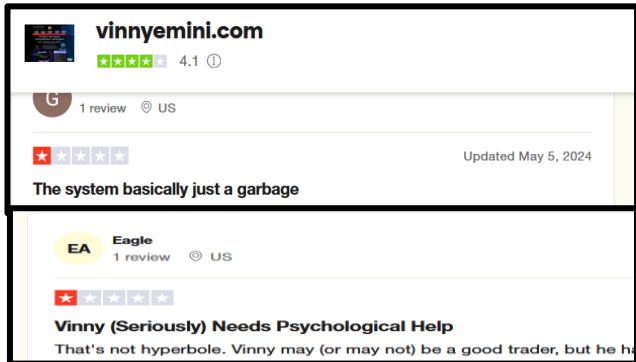 vinnyemini.com
4.1
G
1 review US
Updated May 5, 2024
The system basically just a garbage
EA
Eagle
1 review US
Vinny (Seriously) Needs Psychological Help
That's not hyperbole. Vinny may (or may not) be a good trader, but he